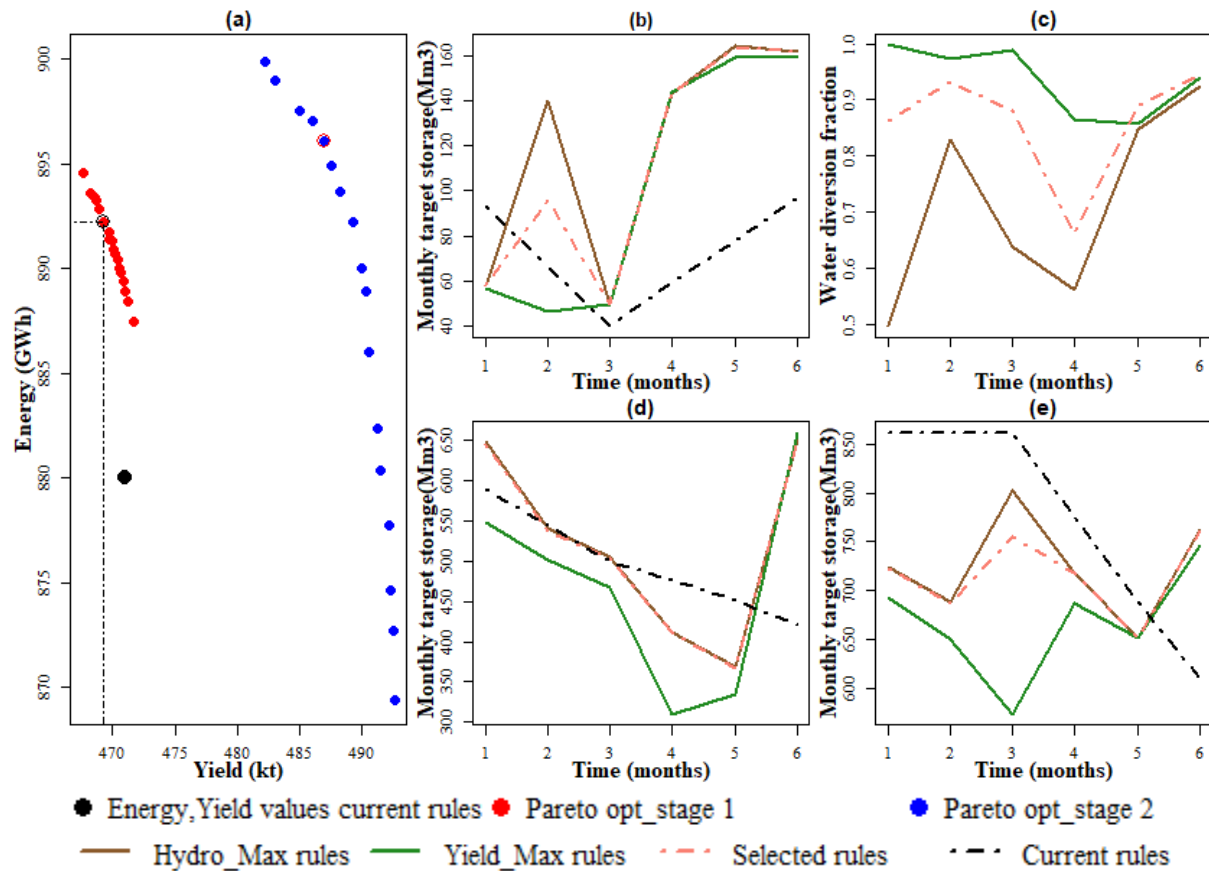 (a)
(b)
(c)
Energy (GWh)
900
895
890
885
880
875
870
470 475 480 485 490
Yield (kt)
Monthly target storage(Mm3)
160
120
100
80
60
40
1 2 3 4 5 6
Time (months)
Water diversion fraction
1.0
0.9
0.8
0.7
0.6
0.5
1 2 3 4 5 6
Time (months)
(d)
(e)
Monthly target storage(Mm3)
650
600
550
500
450
400
350
300
1 2 3 4 5 6
Time (months)
Monthly target storage(Mm3)
850
800
750
700
650
600
1 2 3 4 5 6
Time (months)
Energy,Yield values current rules Pareto opt_stage 1 Pareto opt_stage 2
Hydro_Max rules Yield_Max rules Selected rules Current rules